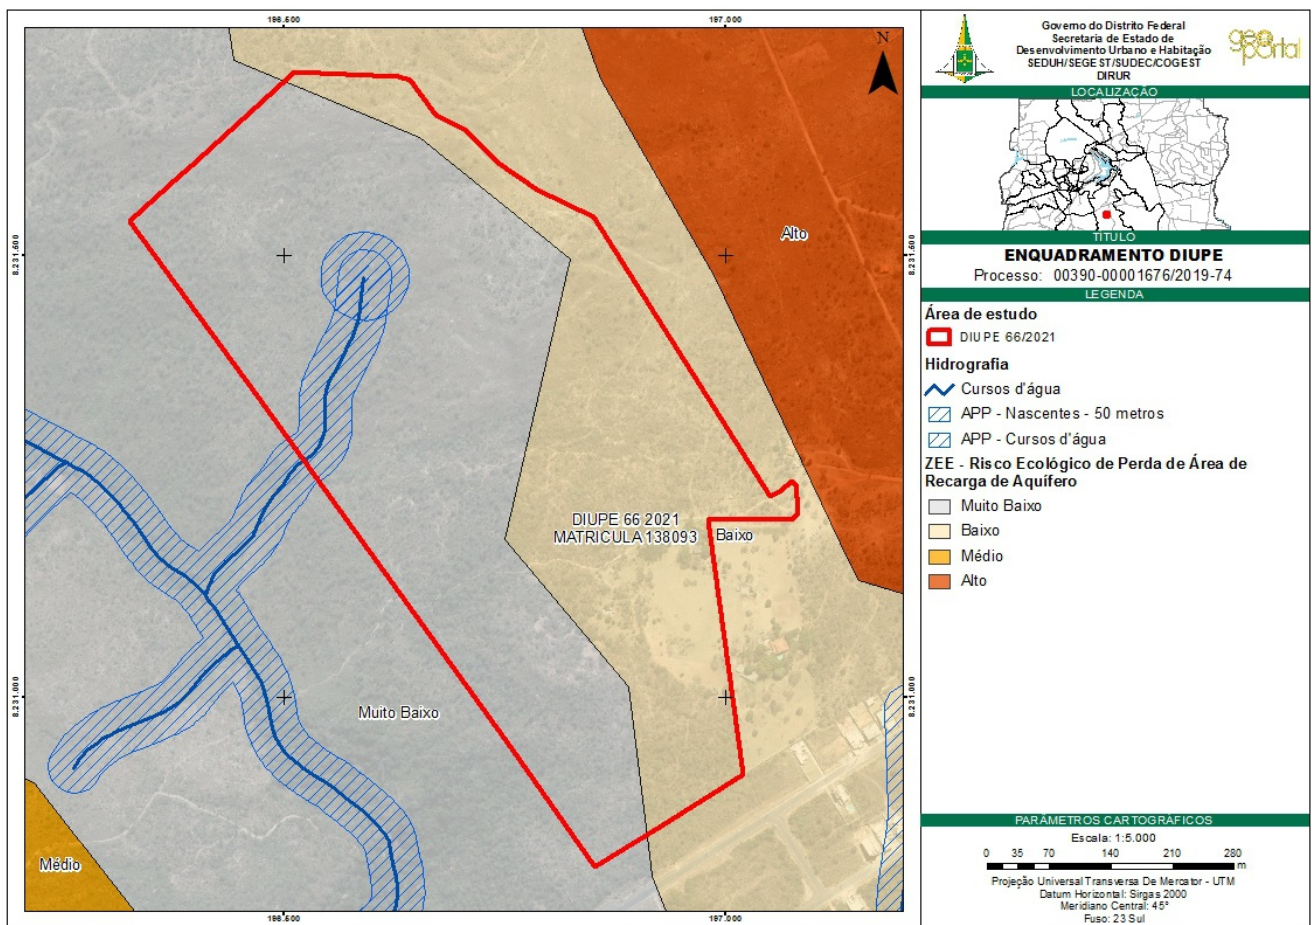 196.500
197.000
N
8.231.500
8.231.500
Alto
DIUPE 66 2021
MATRICULA 138093
Baixo
8.231.000
8.231.000
Muito Baixo
Médio
196.500
197.000
Governo do Distrito Federal
Secretaria de Estado de
Desenvolvimento Urbano e Habitação
SEDUH/SEGEST/SUDEC/COGEST
DIRUR
geo
portal
LOCALIZAÇÃO
TITULO
ENQUADRAMENTO DIUPE
Processo: 00390-00001676/2019-74
LEGENDA
Área de estudo
DIUPE 66/2021
Hidrografia
Cursos d'água
APP - Nascentes - 50 metros
APP - Cursos d'água
ZEE - Risco Ecológico de Perda de Área de
Recarga de Aquífero
Muito Baixo
Baixo
Médio
Alto
PARÂMETROS CARTOGRÁFICOS
Escala: 1:5.000
0 35 70 140 210 280
m
Projeção Universal Transversa De Mercator - UTM
Datum Horizontal: Sirgas 2000
Meridiano Central: 45°
Fuso: 23 Sul